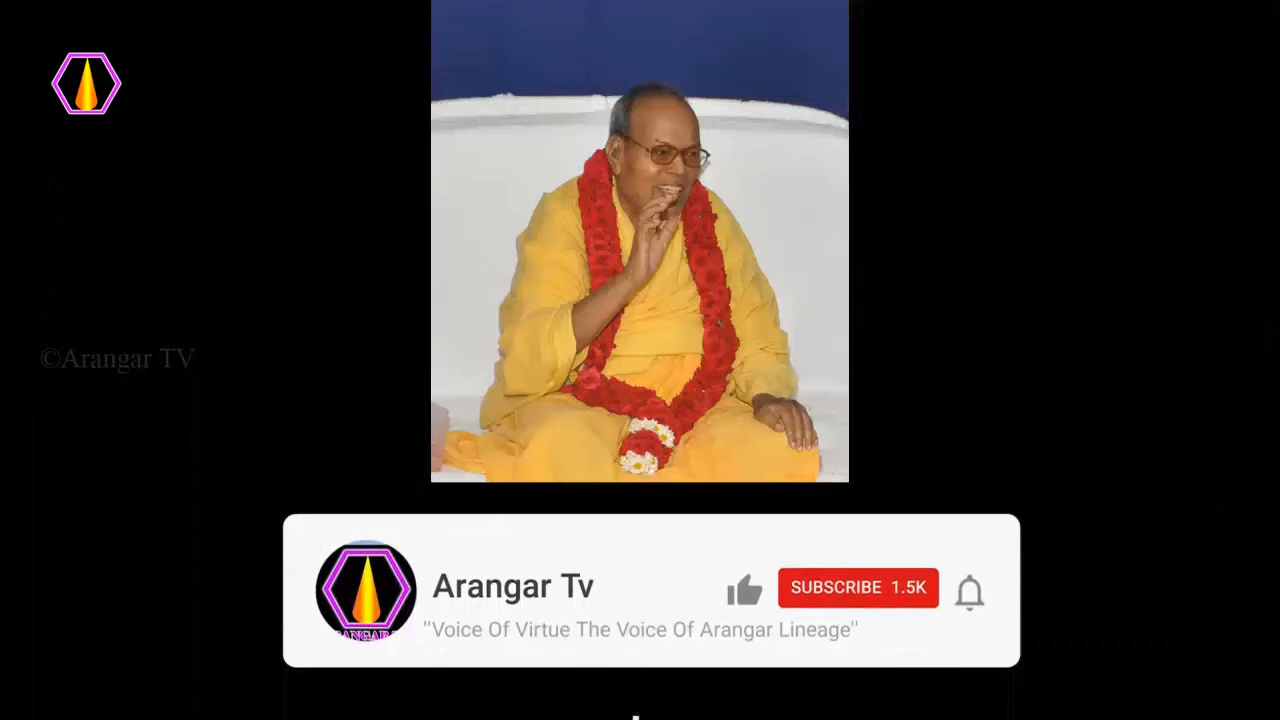 ©Arangar TV
Arangar Tv
SUBSCRIBE 1.5K
"Voice Of Virtue The Voice Of Arangar Lineage"